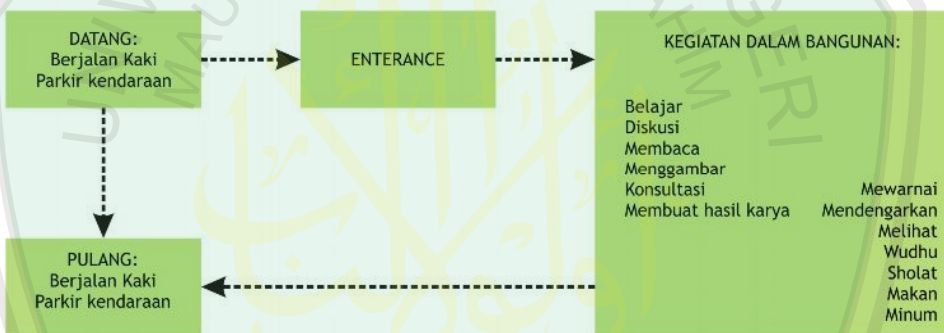 DATANG:
Berjalan Kaki
Parkir kendaraan
ENTERANCE
KEGIATAN DALAM BANGUNAN:
Belajar
Diskusi
Membaca
Menggambar
Konsultasi
Membuat hasil karya
Mewarnai
Mendengarkan
Melihat
Wudhu
Sholat
Makan
Minum
PULANG:
Berjalan Kaki
Parkir kendaraan